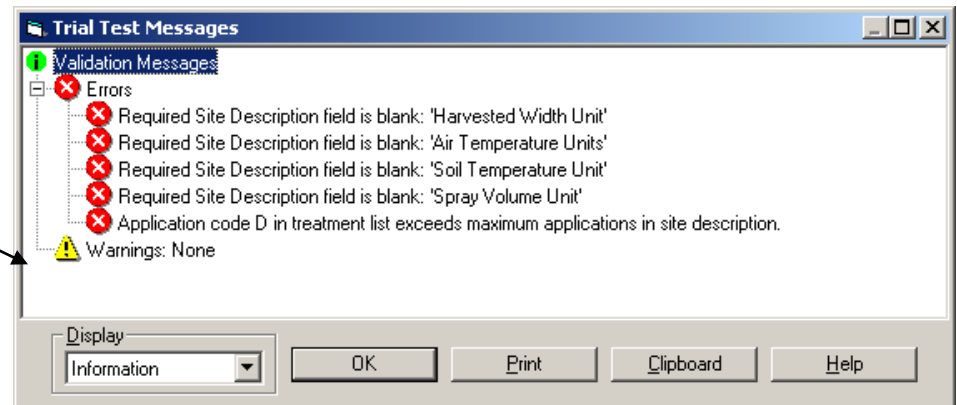 Trial Test Messages
Validation Messages
Errors
Required Site Description field is blank: 'Harvested Width Unit'
Required Site Description field is blank: 'Air Temperature Units'
Required Site Description field is blank: 'Soil Temperature Unit'
Required Site Description field is blank: 'Spray Volume Unit'
Application code D in treatment list exceeds maximum applications in site description.
Warnings: None
Display
Information OK Print Clipboard Help